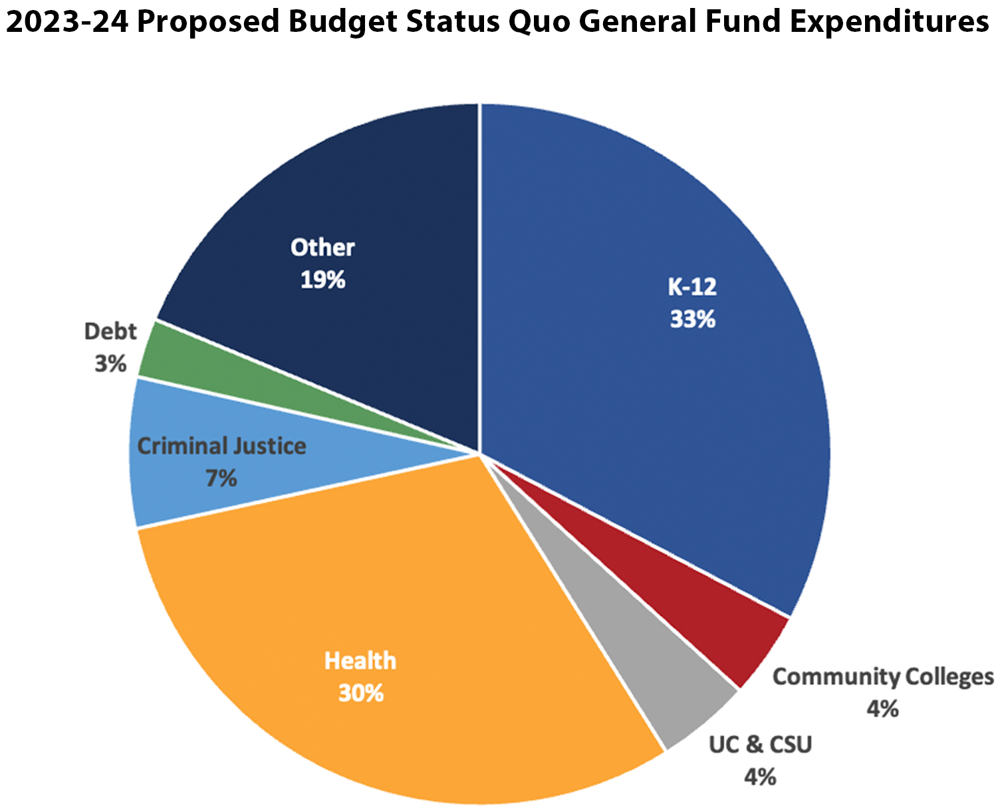 2023-24 Proposed Budget Status Quo General Fund Expenditures
Other
19%
K-12
33%
Debt
3%
Criminal Justice
7%
Health
30%
Community Colleges
4%
UC & CSU
4%